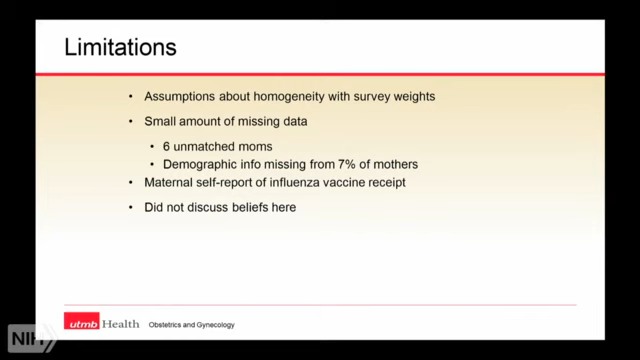 Limitations
• Assumptions about homogeneity with survey weights
• Small amount of missing data
• 6 unmatched moms
• Demographic info missing from 7% of mothers
• Maternal self-report of influenza vaccine receipt
• Did not discuss beliefs here
utmb Health Obstetrics and Gynecology
NIH